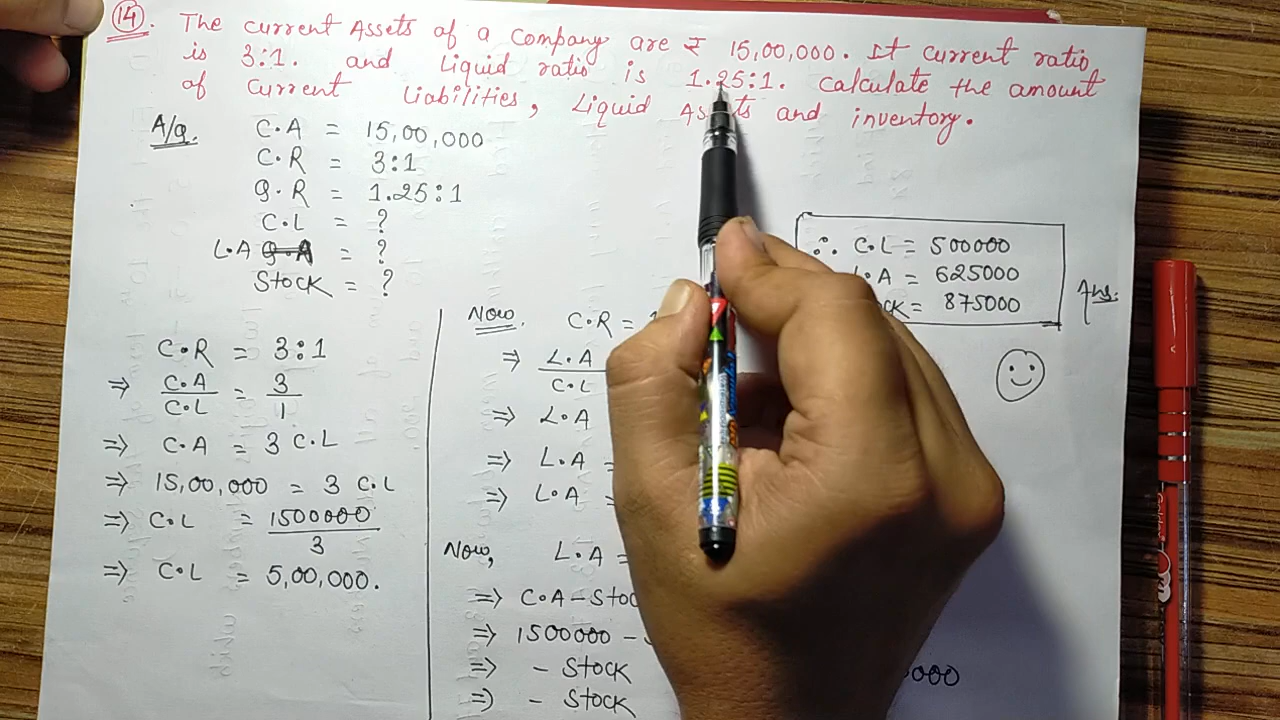 14. The current Assets of a Company are ₹ 15,00,000. It current ratio
is 3:1. and Liquid ratio is 1.25:1. Calculate the amount
of current Liabilities, Liquid Assets and inventory.
A/q.
C.A = 15,00,000
C.R = 3:1
Q.R = 1.25:1
C.L = ?
L.A = ?
Stock = ?
C.R = 3:1
⇒ C.A / C.L = 3 / 1
⇒ C.A = 3 C.L
⇒ 15,00,000 = 3 C.L
⇒ C.L = 1500000 / 3
⇒ C.L = 5,00,000.
Now,
C.R =
⇒ L.A / C.L
⇒ L.A
⇒ L.A =
⇒ L.A =
Now, L.A =
⇒ C.A - Stoc
⇒ 1500000 -
⇒ - Stock
⇒ - Stock
∴ C.L = 500000
.A = 625000
ck = 875000
Ans.